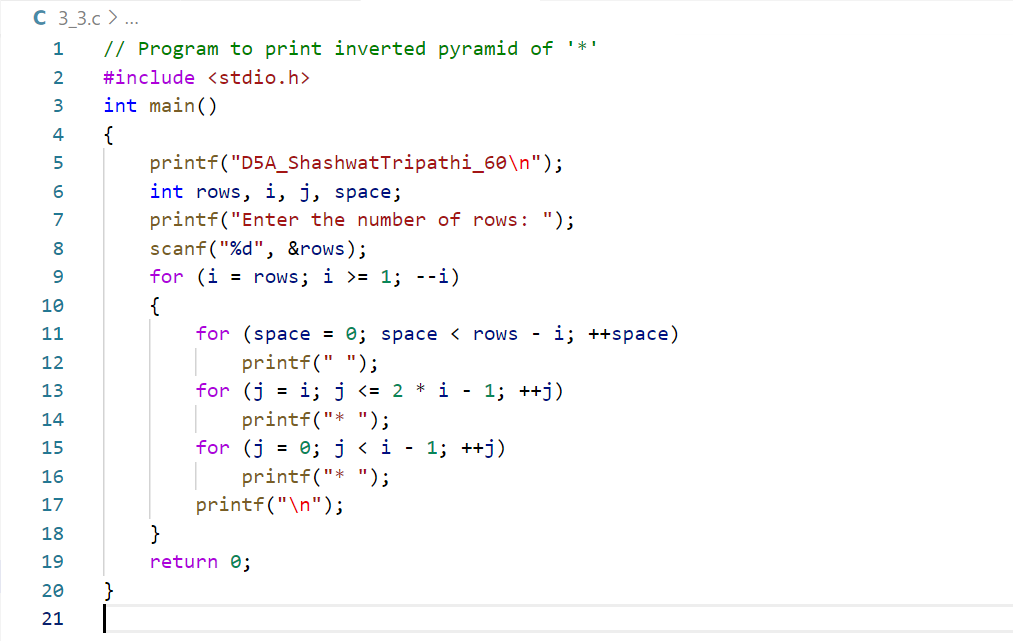 C 3_3.c > ...
1 // Program to print inverted pyramid of '*'
2 #include <stdio.h>
3 int main()
4 {
5     printf("D5A_ShashwatTripathi_60\n");
6     int rows, i, j, space;
7     printf("Enter the number of rows: ");
8     scanf("%d", &rows);
9     for (i = rows; i >= 1; --i)
10     {
11         for (space = 0; space < rows - i; ++space)
12             printf(" ");
13         for (j = i; j <= 2 * i - 1; ++j)
14             printf("* ");
15         for (j = 0; j < i - 1; ++j)
16             printf("* ");
17         printf("\n");
18     }
19     return 0;
20 }
21